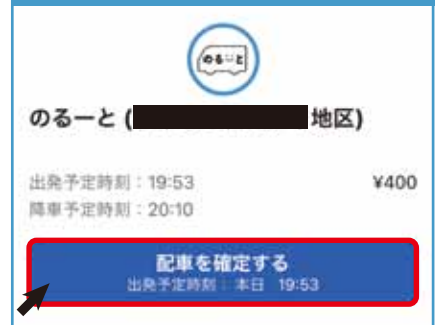 のるーと
のるーと (地区)
出発予定時刻：19:53 ¥400
降車予定時刻：20:10
配車を確定する
出発予定時刻：本日 19:53